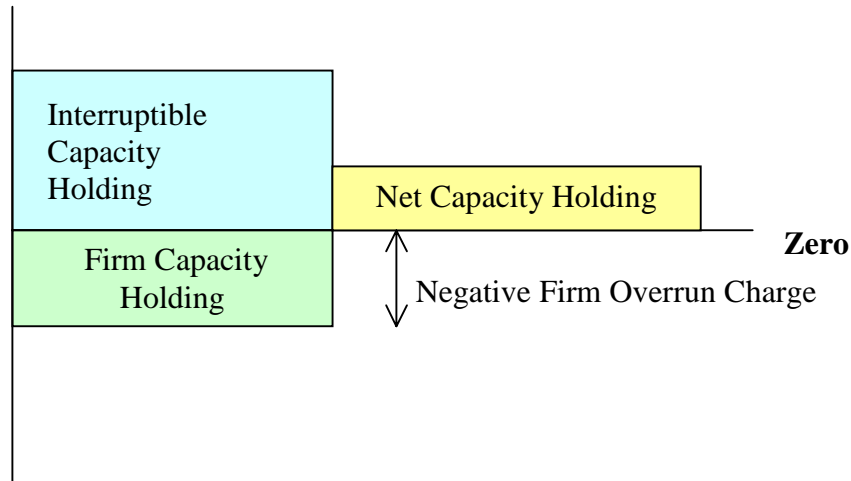 Interruptible
Capacity
Holding
Net Capacity Holding
Zero
Firm Capacity
Holding
Negative Firm Overrun Charge